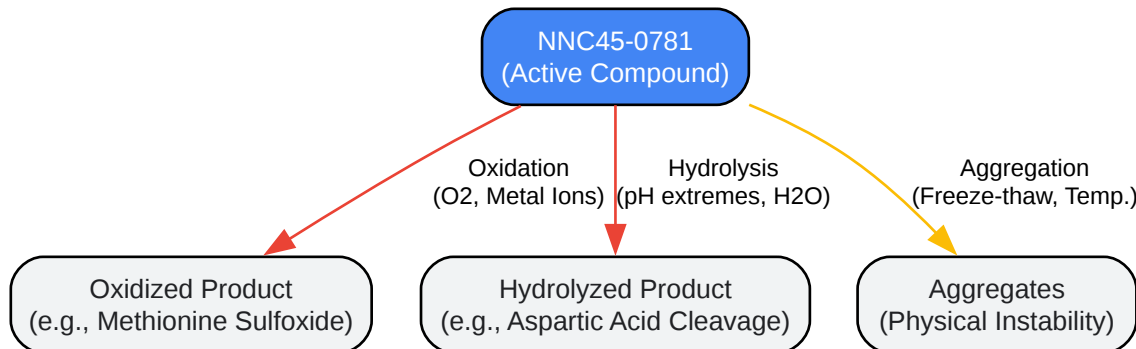 NNC45-0781
(Active Compound)
Oxidation
(O2, Metal Ions)
Hydrolysis
(pH extremes, H2O)
Aggregation
(Freeze-thaw, Temp.)
Oxidized Product
(e.g., Methionine Sulfoxide)
Hydrolyzed Product
(e.g., Aspartic Acid Cleavage)
Aggregates
(Physical Instability)